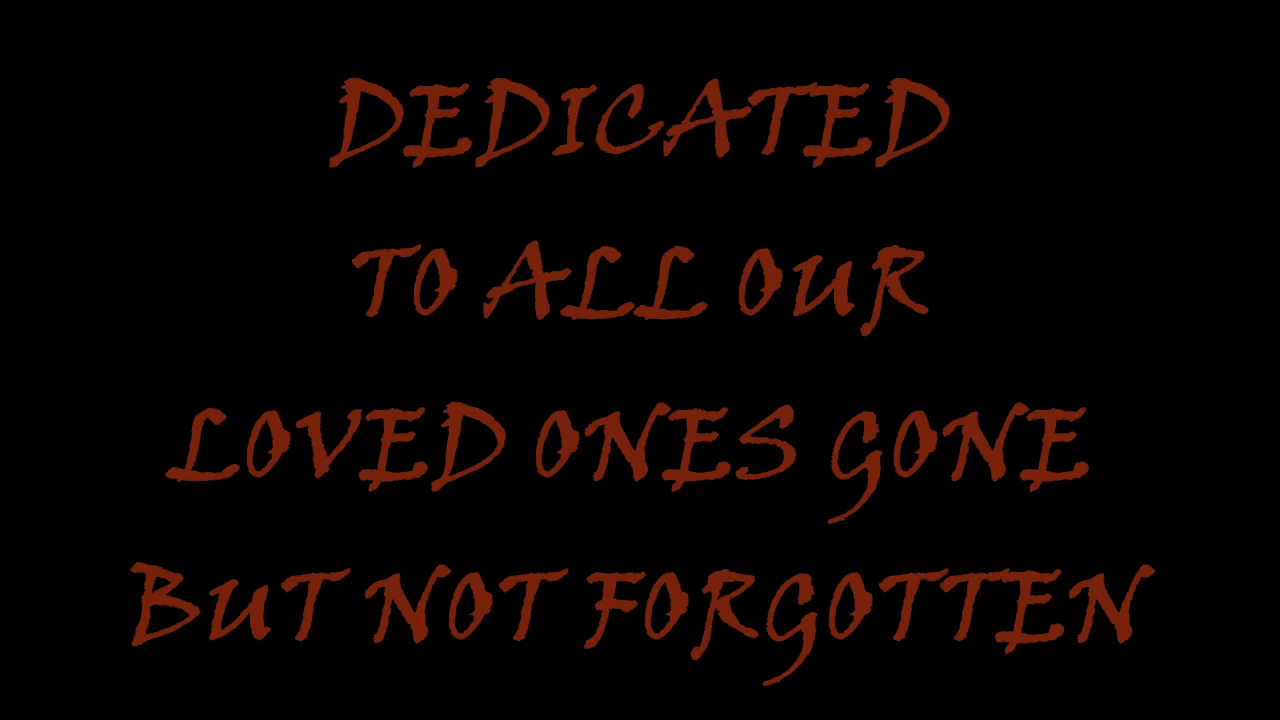 DEDICATED
TO ALL OUR
LOVED ONES GONE
BUT NOT FORGOTTEN